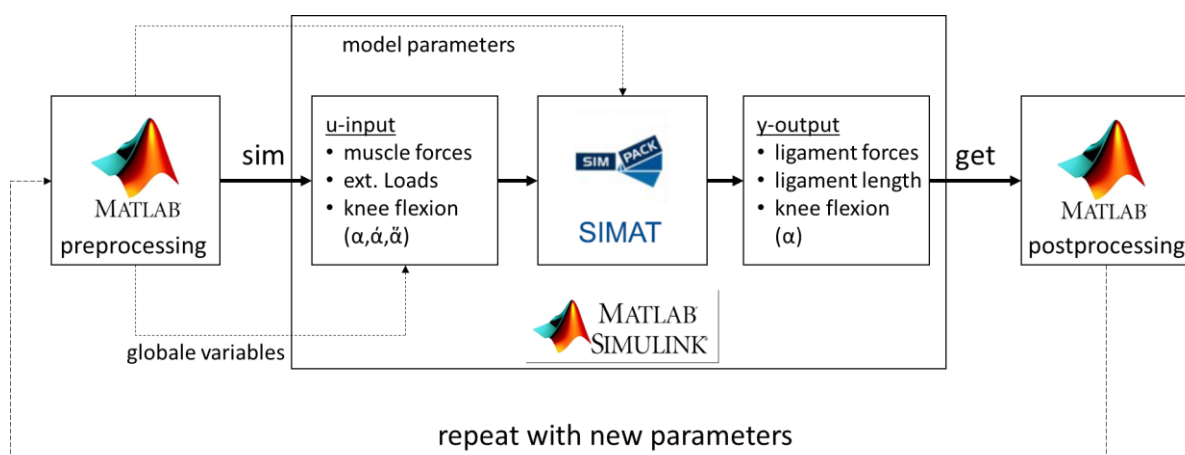 model parameters
MATLAB®
preprocessing
sim
u-input
• muscle forces
• ext. Loads
• knee flexion
(α,ά,ἄ)
SIM
PACK
SIMAT
y-output
• ligament forces
• ligament length
• knee flexion
(α)
get
MATLAB®
postprocessing
globale variables
MATLAB®
SIMULINK®
repeat with new parameters